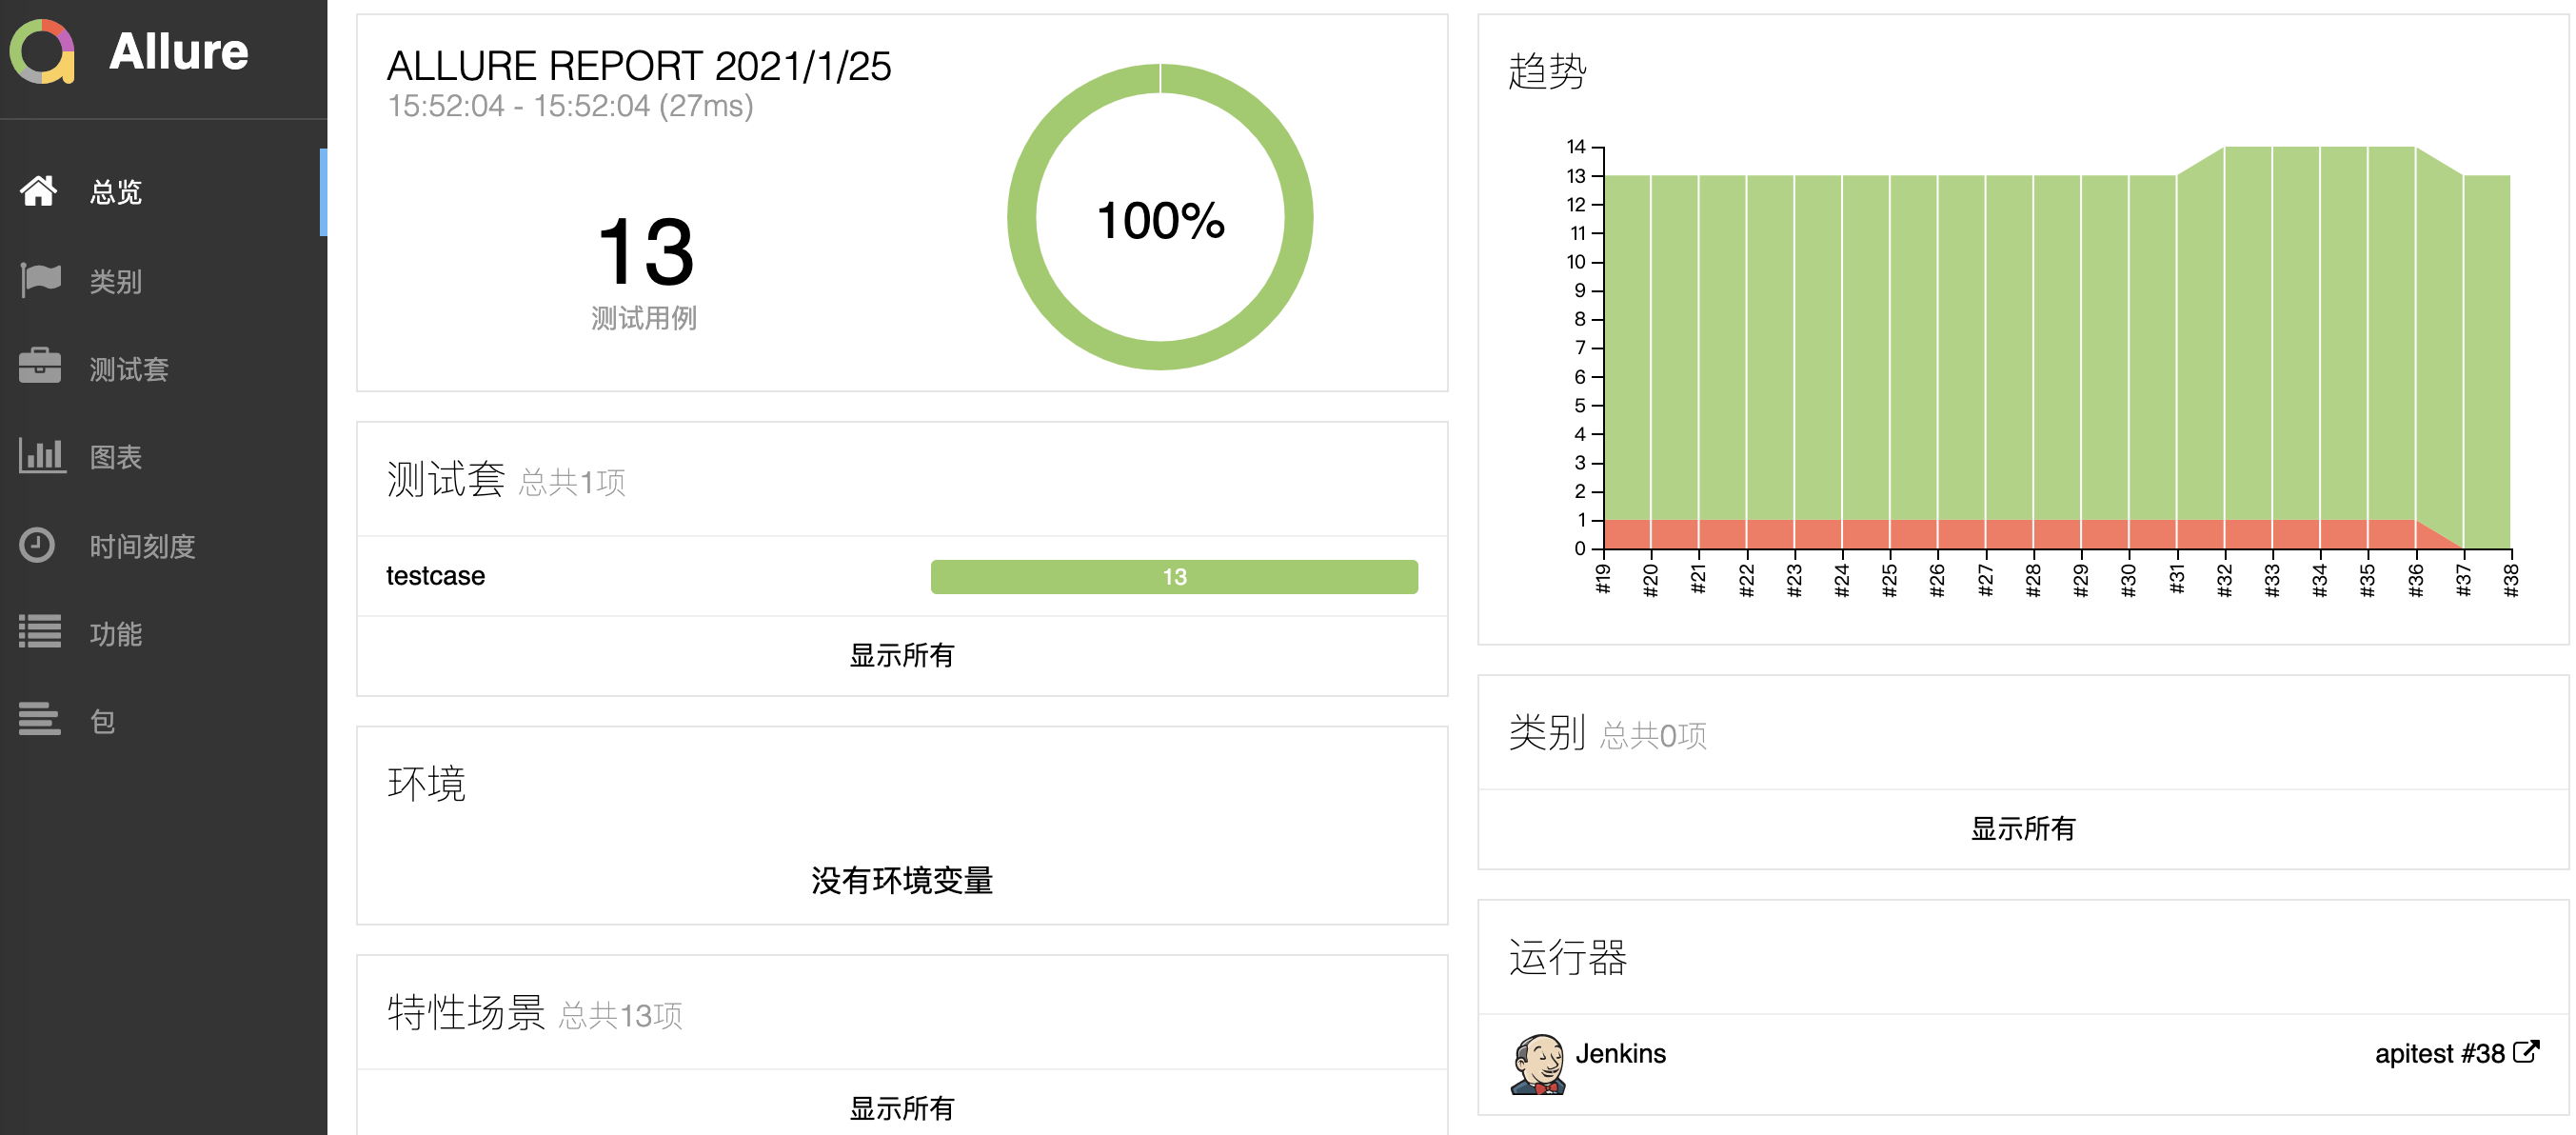 Allure
总览
类别
测试套
图表
时间刻度
功能
包
ALLURE REPORT 2021/1/25
15:52:04 - 15:52:04 (27ms)
13
测试用例
100%
测试套 总共1项
testcase
13
显示所有
环境
没有环境变量
特性场景 总共13项
显示所有
趋势
14
13
12
11
10
9
8
7
6
5
4
3
2
1
0
#19
#20
#21
#22
#23
#24
#25
#26
#27
#28
#29
#30
#31
#32
#33
#34
#35
#36
#37
#38
类别 总共0项
显示所有
运行器
Jenkins
apitest #38